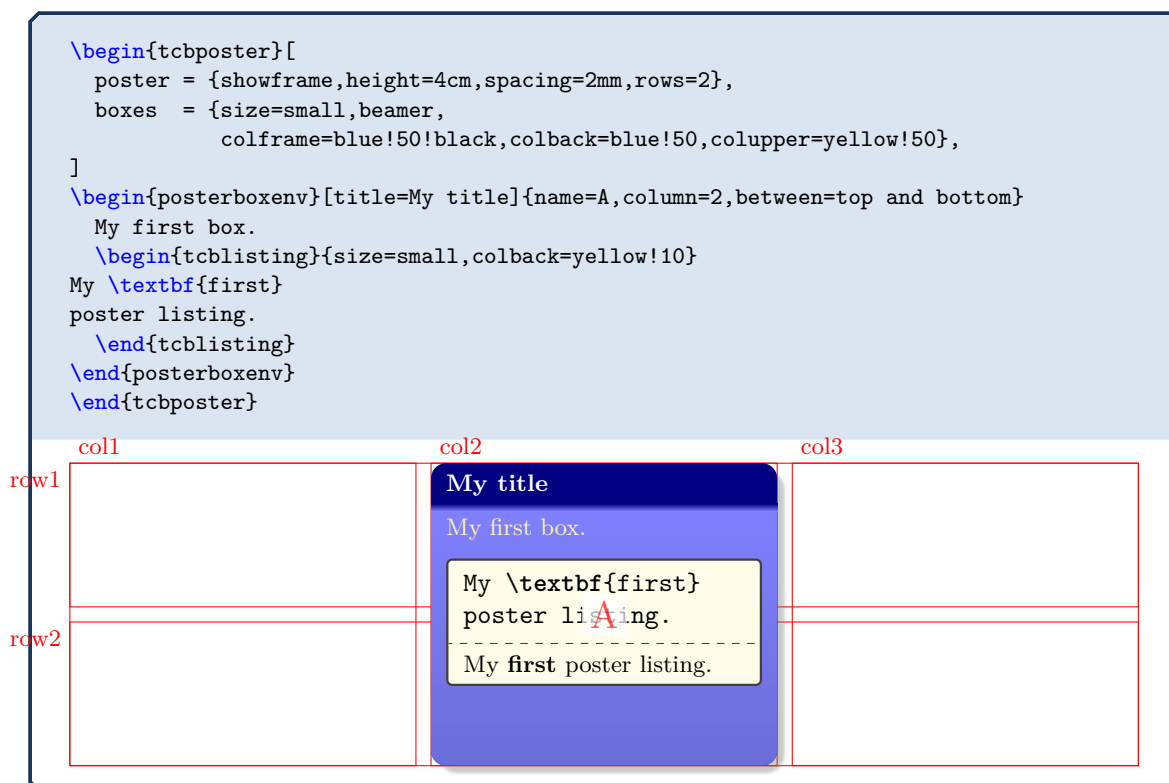 \begin{tcbposter}[
  poster = {showframe,height=4cm,spacing=2mm,rows=2},
  boxes  = {size=small,beamer,
            colframe=blue!50!black,colback=blue!50,colupper=yellow!50},
]
\begin{posterboxenv}[title=My title]{name=A,column=2,between=top and bottom}
  My first box.
  \begin{tcblisting}{size=small,colback=yellow!10}
My \textbf{first}
poster listing.
  \end{tcblisting}
\end{posterboxenv}
\end{tcbposter}
col1 col2 col3
row1
My title
My first box.
My \textbf{first}
poster listing.
A
row2
My first poster listing.